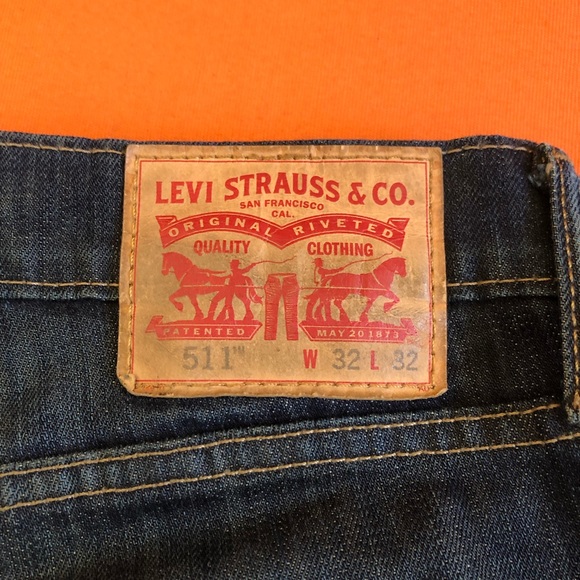 LEVI STRAUSS & CO.
SAN FRANCISCO
CAL.
ORIGINAL RIVETED
QUALITY CLOTHING
PATENTED MAY 20 1873
511™ W 32 L 32